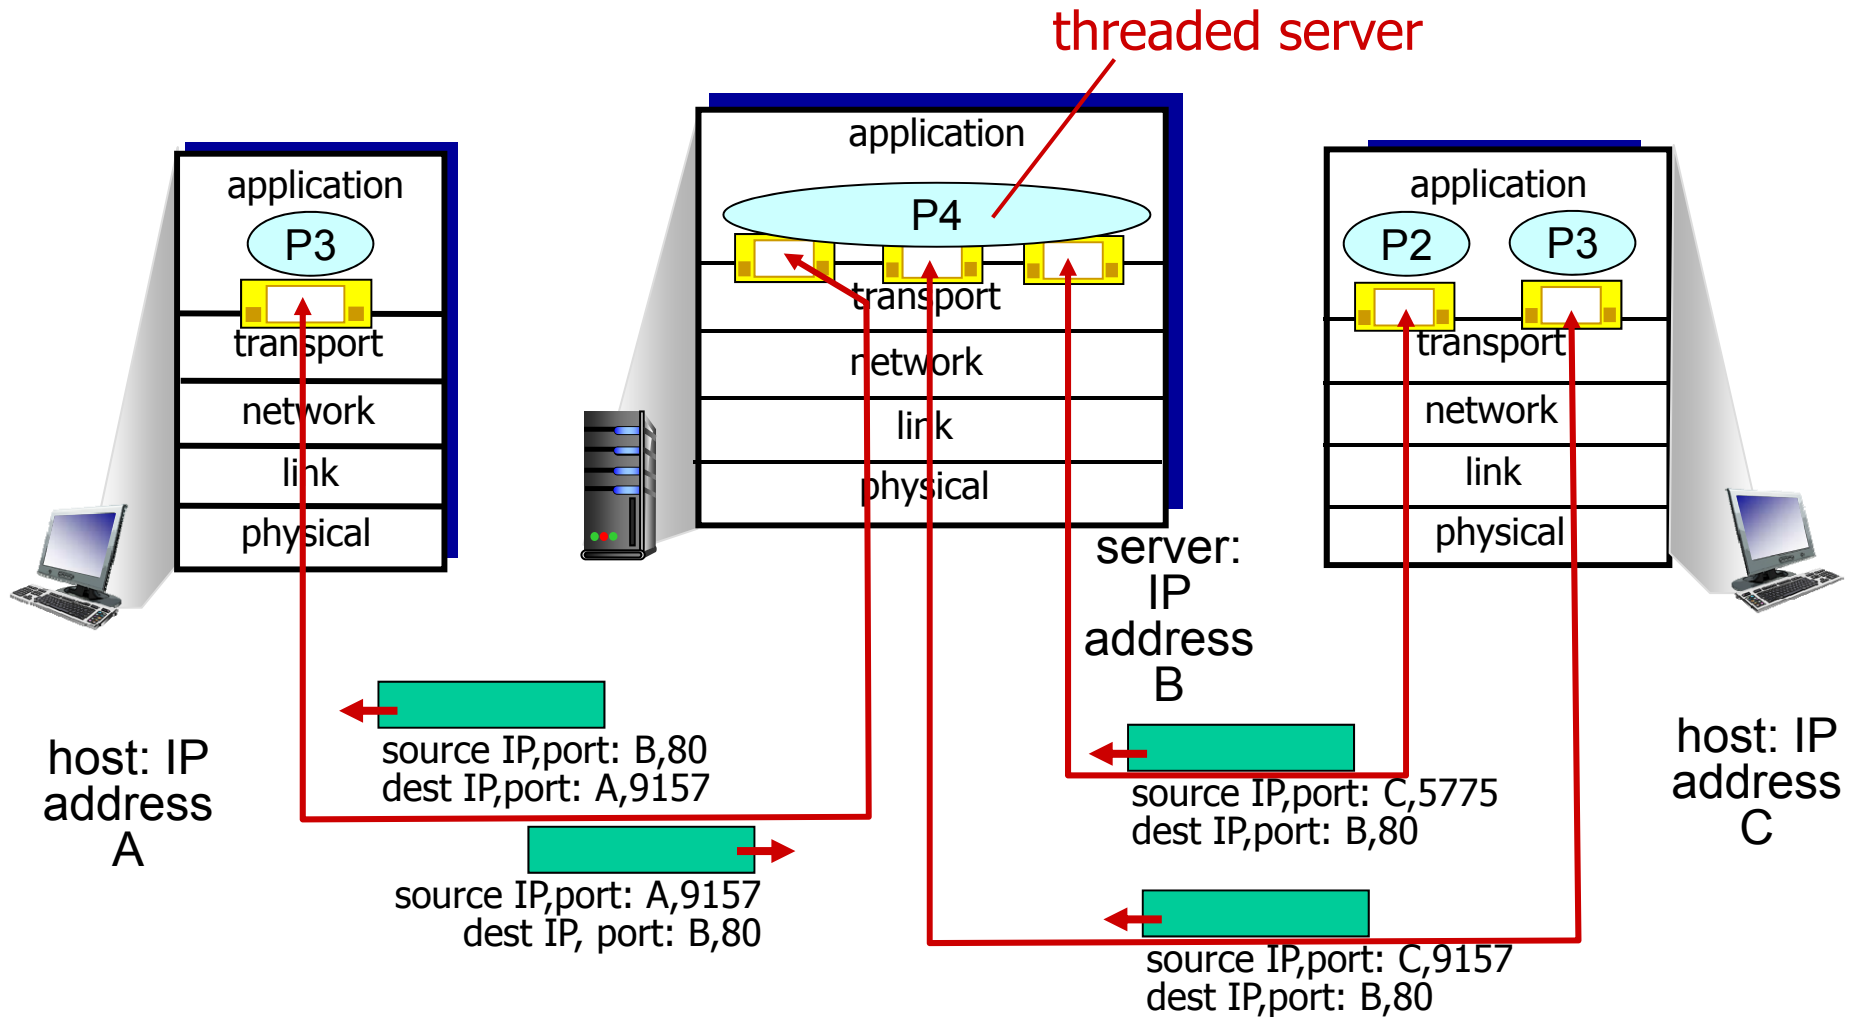 threaded server
application
P3
transport
network
link
physical
application
P4
transport
network
link
physical
application
P2
P3
transport
network
link
physical
server:
IP
address
B
host: IP
address
A
source IP,port: B,80
dest IP,port: A,9157
source IP,port: A,9157
dest IP, port: B,80
source IP,port: C,5775
dest IP,port: B,80
source IP,port: C,9157
dest IP,port: B,80
host: IP
address
C